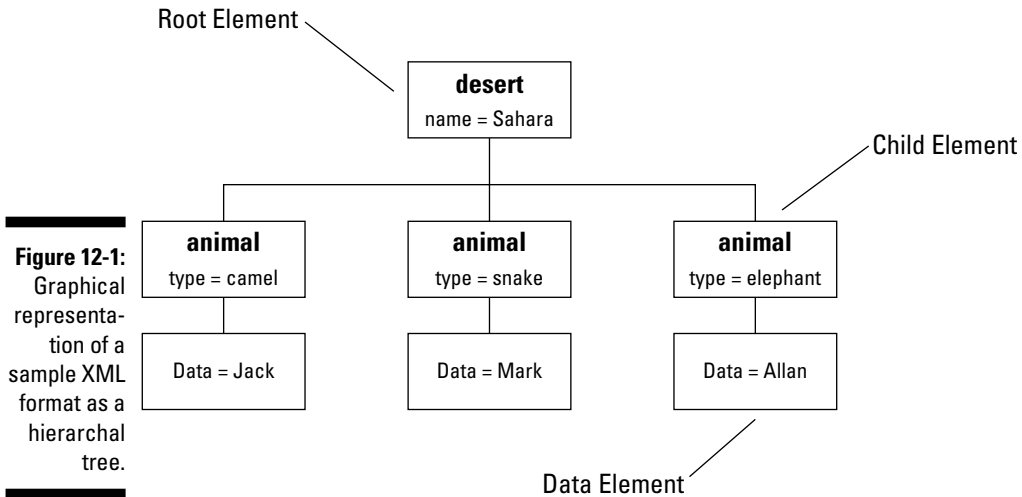 Root Element
desert
name = Sahara
Child Element
animal
type = camel
animal
type = snake
animal
type = elephant
Data = Jack
Data = Mark
Data = Allan
Data Element
Figure 12-1:
Graphical
representa-
tion of a
sample XML
format as a
hierarchal
tree.